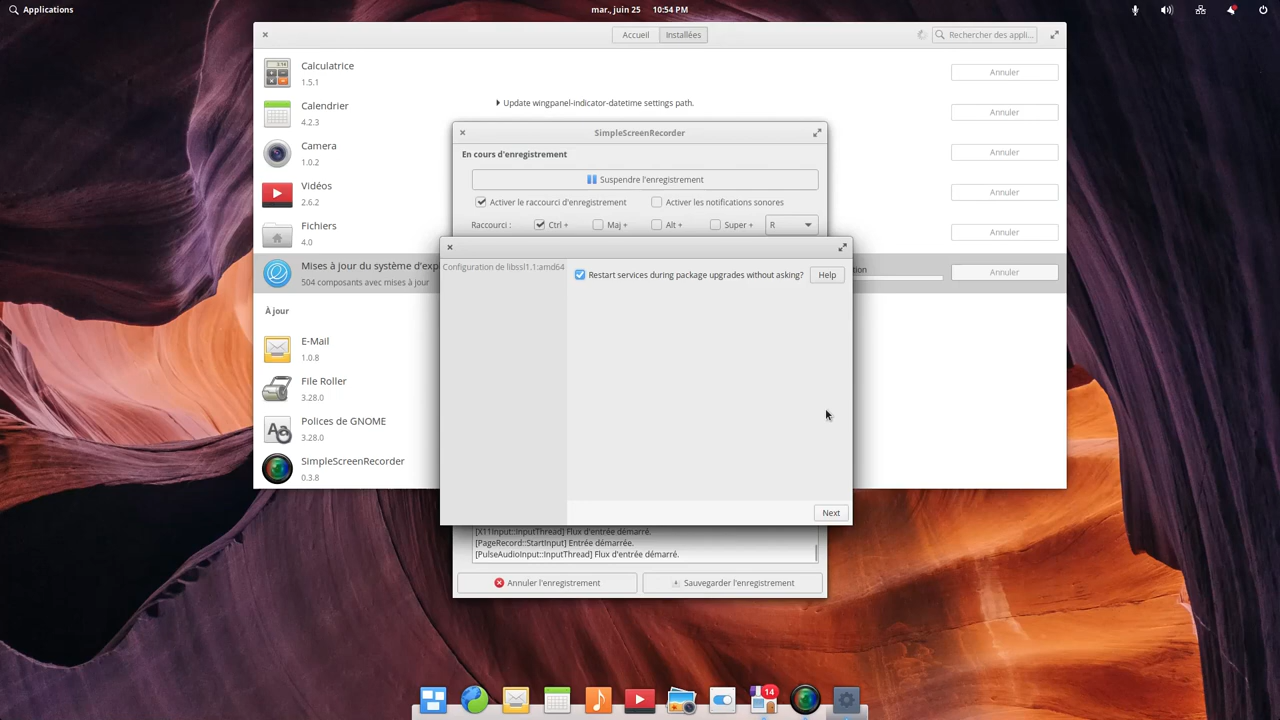 Applications
mar., juin 25 10:54 PM
Accueil
Installées
Rechercher des appli...
Calculatrice
1.5.1
Annuler
Calendrier
4.2.3
Annuler
Update wingpanel-indicator-datetime settings path.
Camera
1.0.2
Annuler
Vidéos
2.6.2
Annuler
Fichiers
4.0
Annuler
Mises à jour du système d'exp
504 composants avec mises à jour
tion
Annuler
À jour
E-Mail
1.0.8
File Roller
3.28.0
Polices de GNOME
3.28.0
SimpleScreenRecorder
0.3.8
SimpleScreenRecorder
En cours d'enregistrement
Suspendre l'enregistrement
Activer le raccourci d'enregistrement
Activer les notifications sonores
Raccourci :
Ctrl +
Maj +
Alt +
Super +
R
Configuration de libssl1.1:amd64
Restart services during package upgrades without asking?
Help
Next
[X11Input::InputThread] Flux d'entrée démarré.
[PageRecord::StartInput] Entrée démarrée.
[PulseAudioInput::InputThread] Flux d'entrée démarré.
Annuler l'enregistrement
Sauvegarder l'enregistrement
14